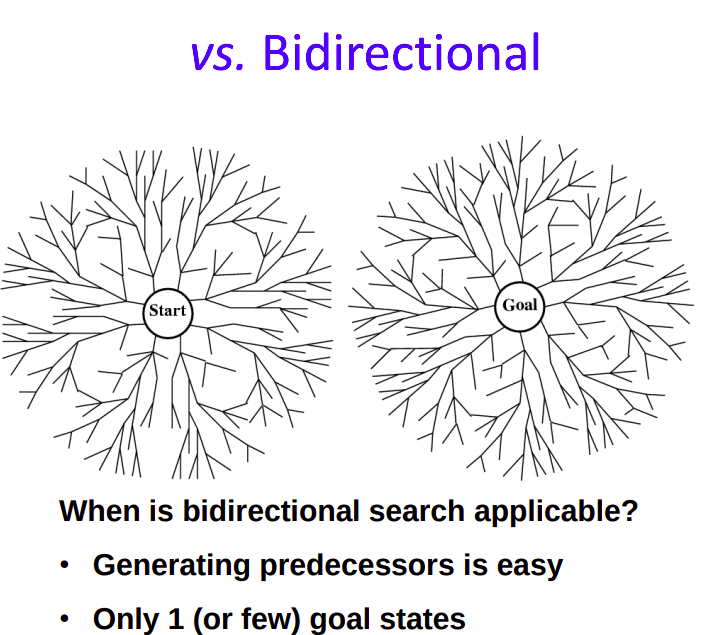 vs. Bidirectional
Start
Goal
When is bidirectional search applicable?
• Generating predecessors is easy
• Only 1 (or few) goal states